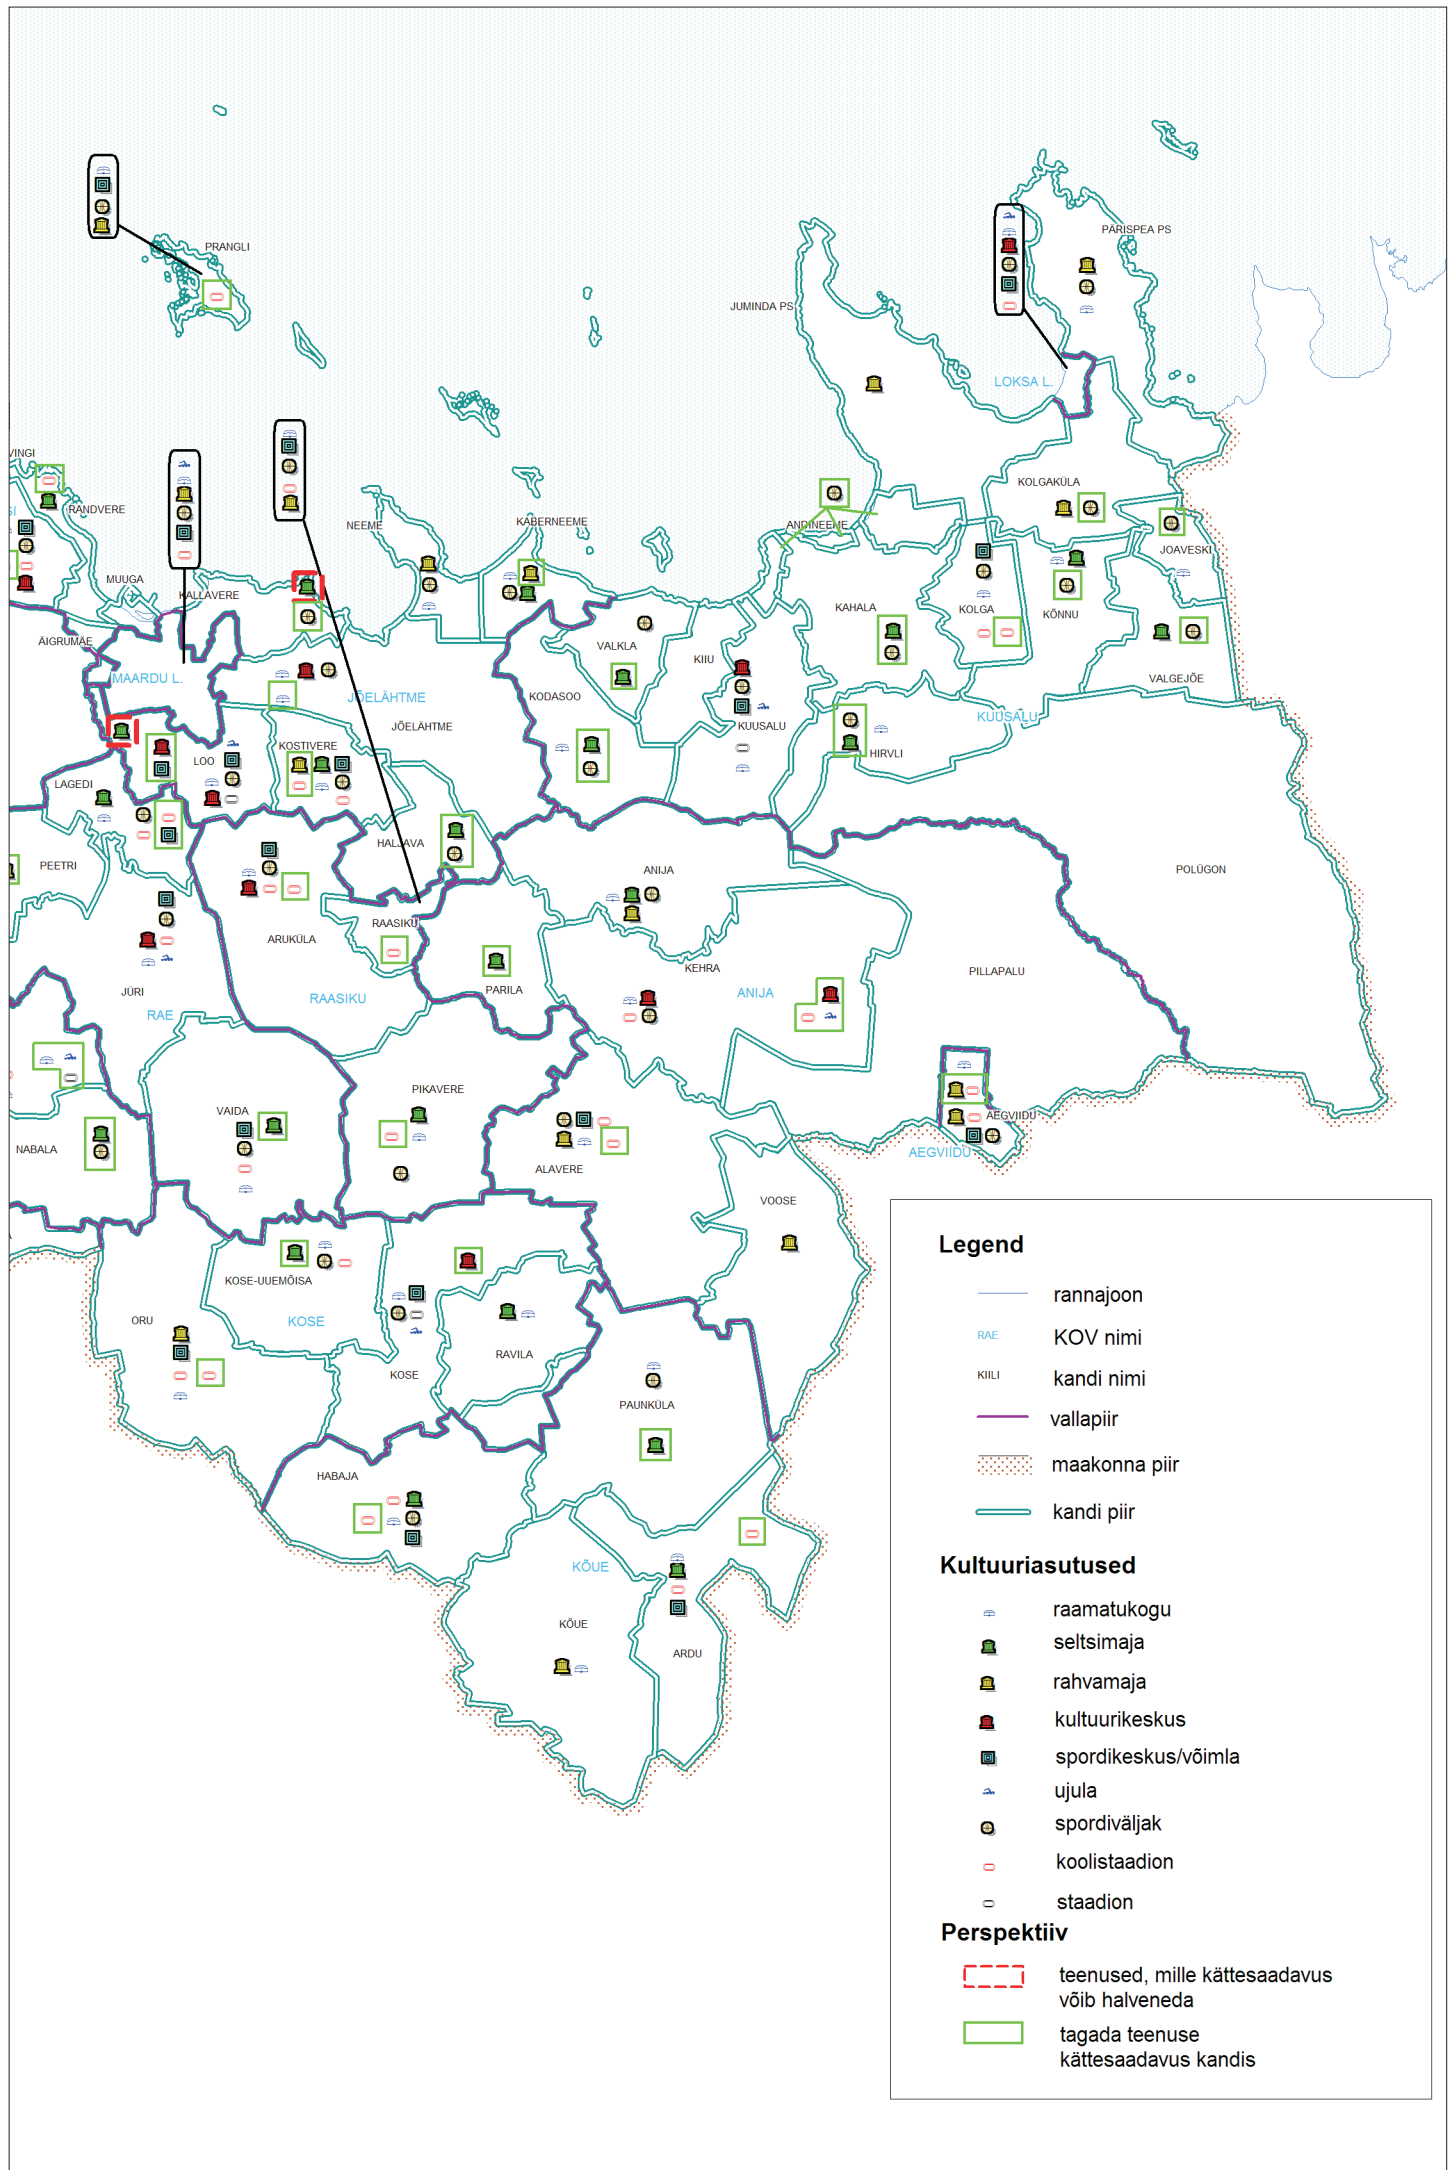 PRANGLI
PÄRISPEA PS
JUMINDA PS
LOKSA L.
VINGI
RANDVERE
SI
MUUGA
KALLAVERE
NEEME
KABERNEEME
ANDINEEME
KOLGAKÜLA
JOAVESKI
ÄIGRUMÄE
MAARDU L.
JÕELÄHTME
JÕELÄHTME
KODASOO
VALKLA
KIIU
KAHALA
KOLGA
KÕNNU
VALGEJÕE
KUUSALU
KUUSALU
HIRVLI
LAGEDI
LOO
KOSTIVERE
PEETRI
HALJAVA
ANIJA
POLÜGON
ARUKÜLA
RAASIKU
RAASIKU
PARILA
KEHRA
ANIJA
PILLAPALU
JÜRI
RAE
NABALA
VAIDA
PIKAVERE
ALAVERE
AEGVIIDU
AEGVIIDU
VOOSE
KOSE-UUEMÕISA
ORU
KOSE
KOSE
RAVILA
PAUNKÜLA
HABAJA
KÕUE
KÕUE
ARDU
Legend
rannajoon
RAE KOV nimi
KIILI kandi nimi
vallapiir
maakonna piir
kandi piir
Kultuuriasutused
raamatukogu
seltsimaja
rahvamaja
kultuurikeskus
spordikeskus/võimla
ujula
spordiväljak
koolistaadion
staadion
Perspektiiv
teenused, mille kättesaadavus
võib halveneda
tagada teenuse
kättesaadavus kandis